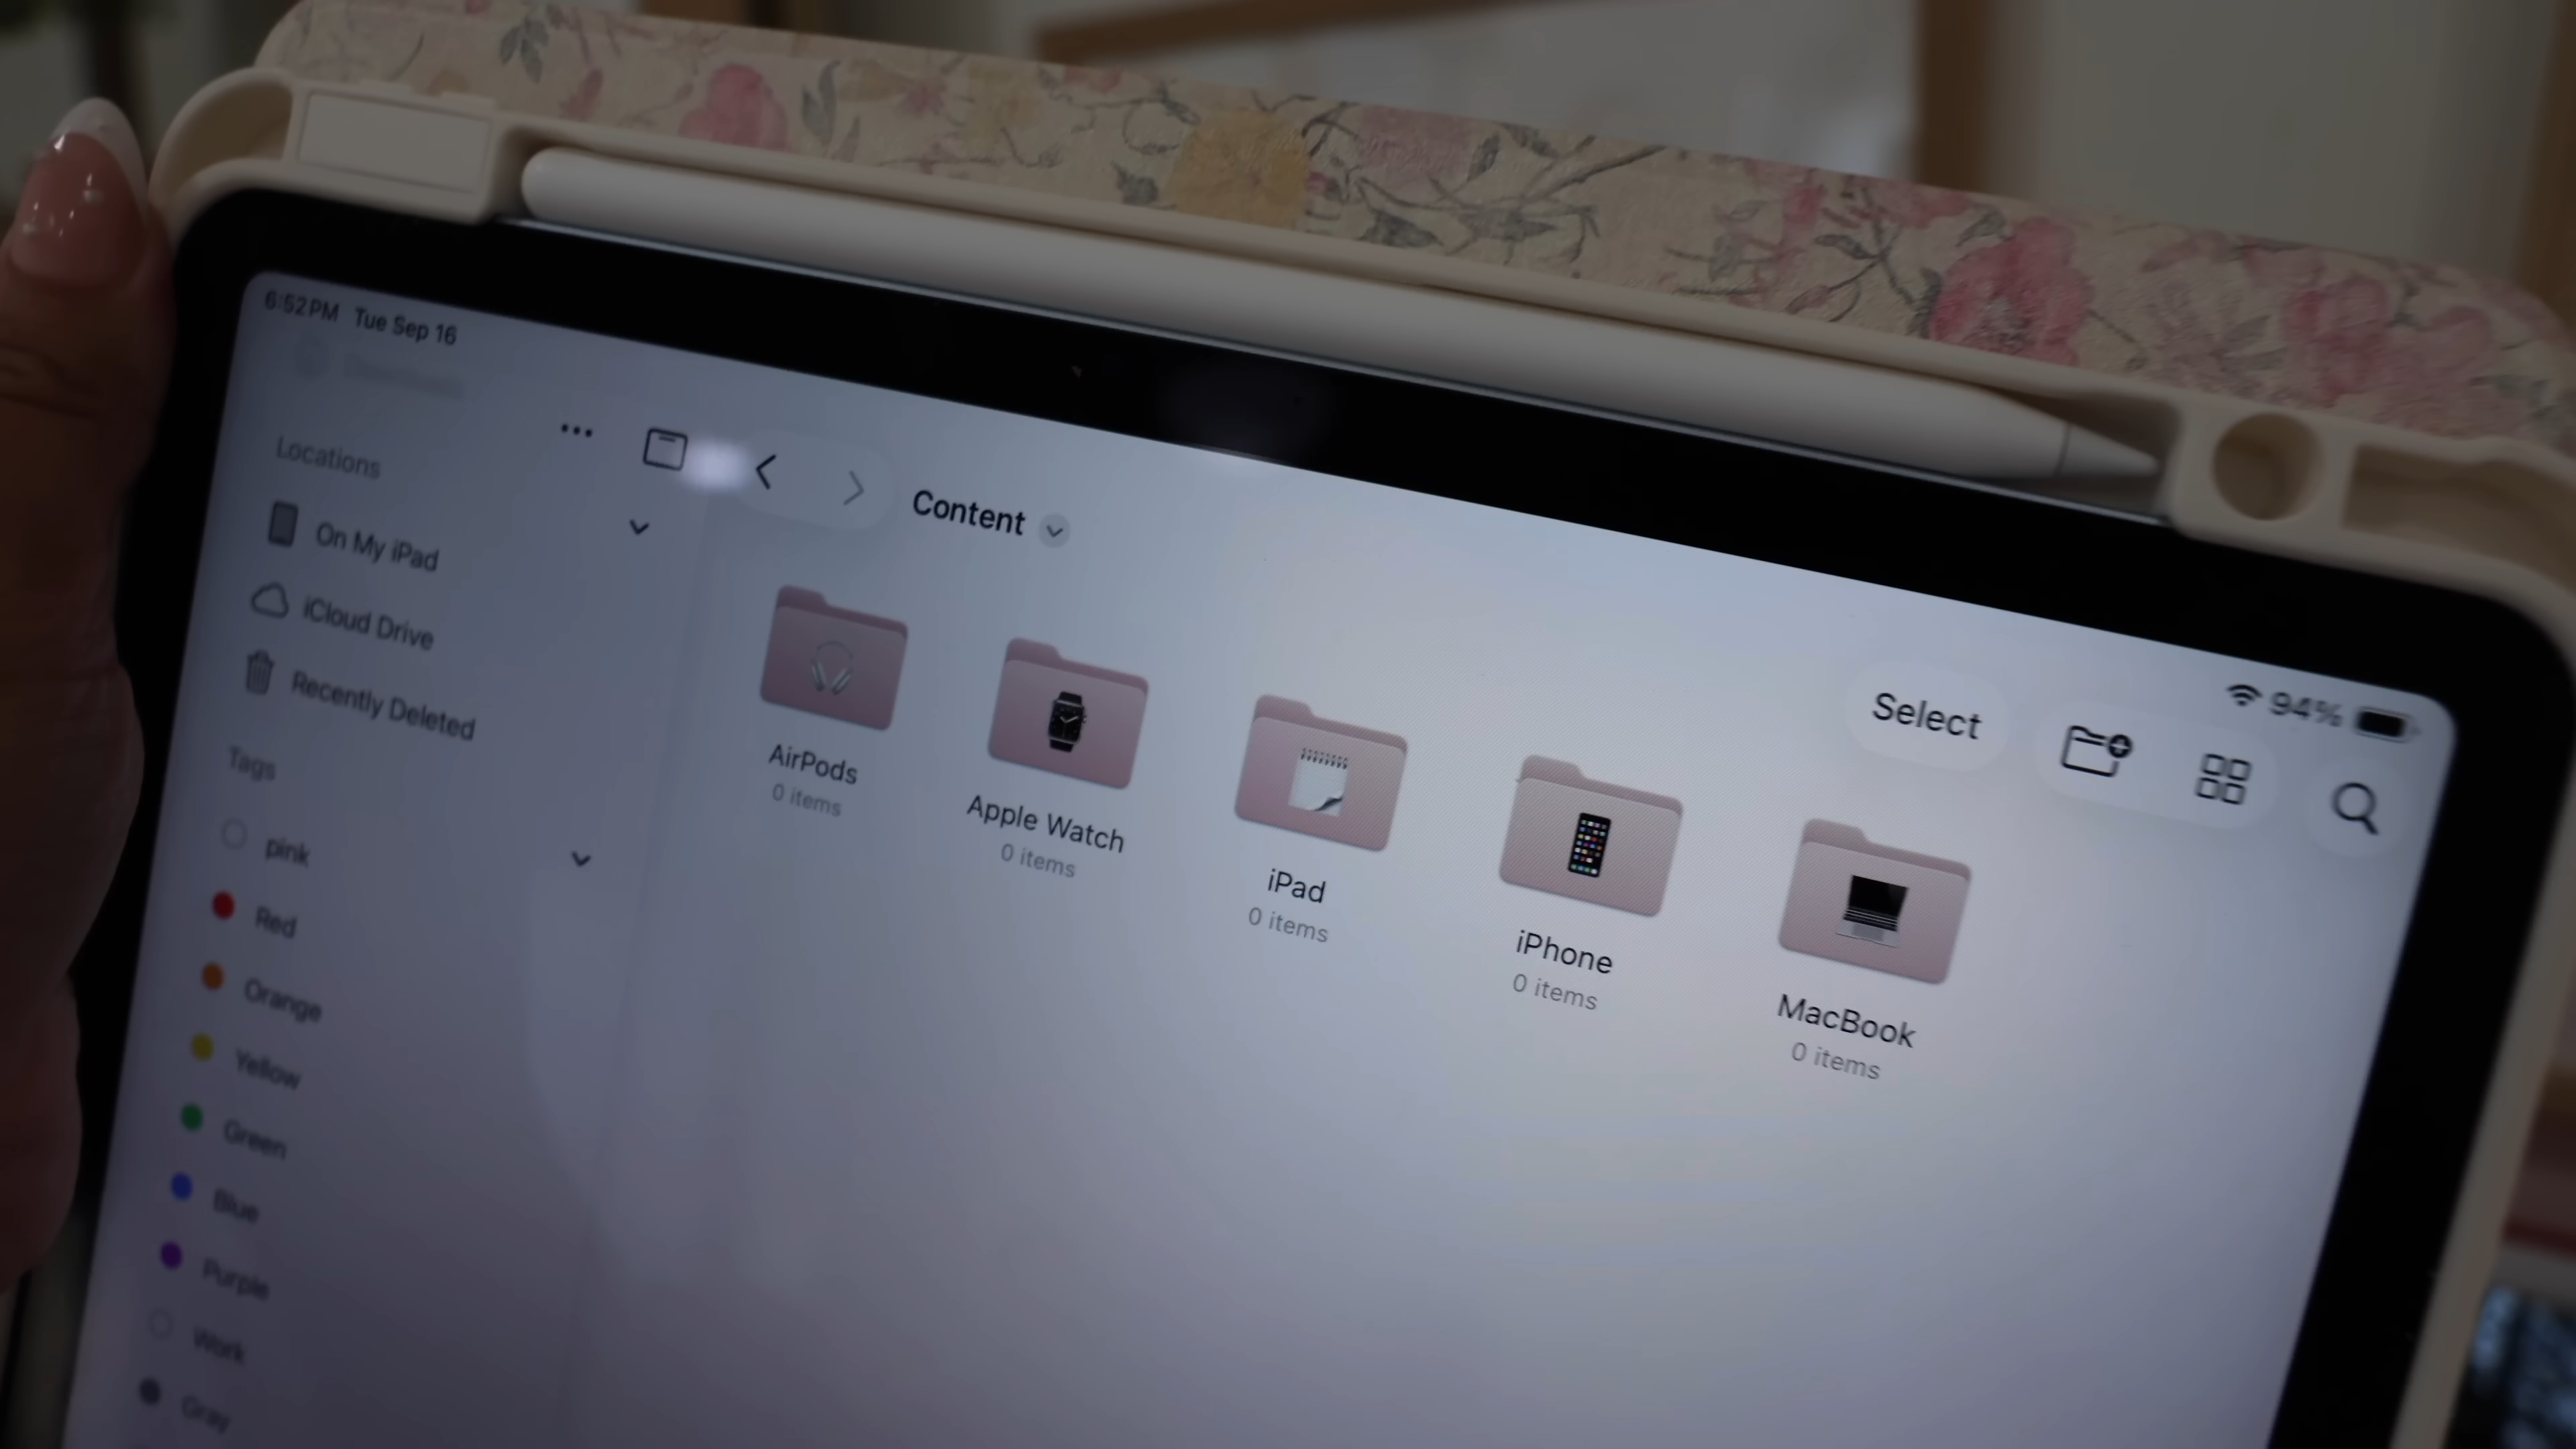 6:52 PM Tue Sep 16
94%
Locations
On My iPad
iCloud Drive
Recently Deleted
Tags
pink
Red
Orange
Yellow
Green
Blue
Purple
Work
Gray
Content
Select
AirPods
0 items
Apple Watch
0 items
iPad
0 items
iPhone
0 items
MacBook
0 items